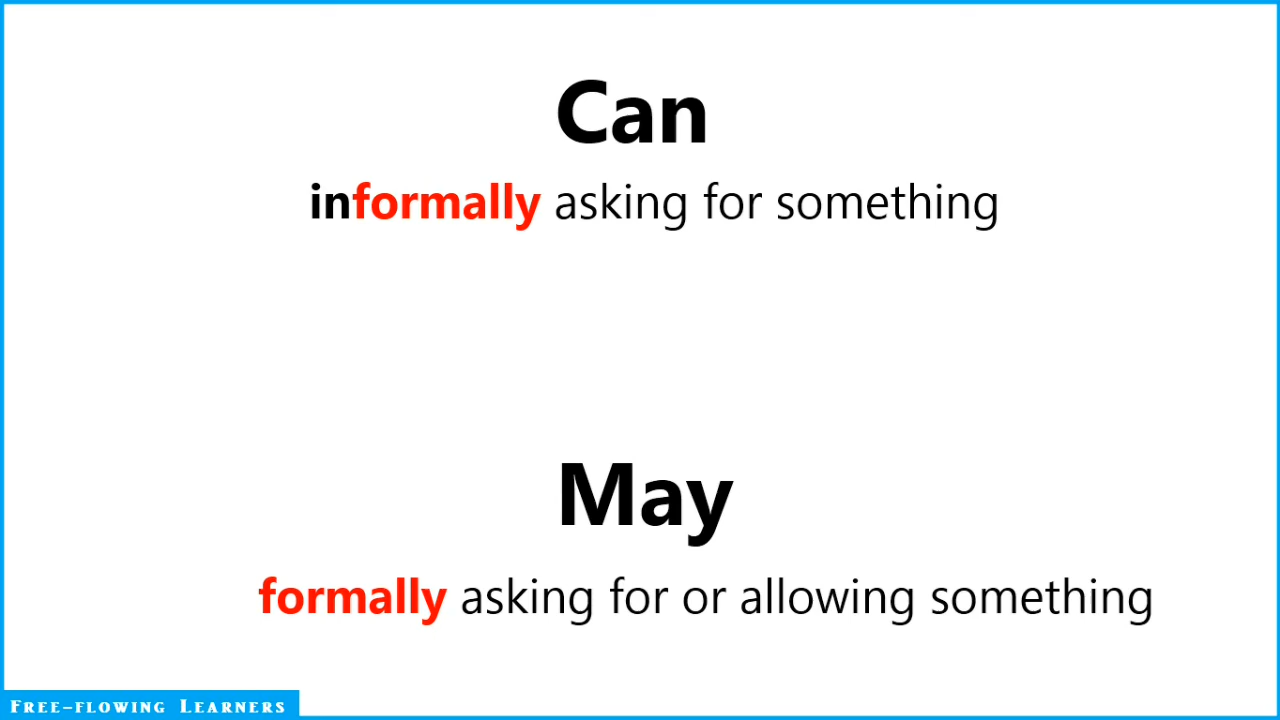 Can
informally asking for something
May
formally asking for or allowing something
Free-flowing Learners